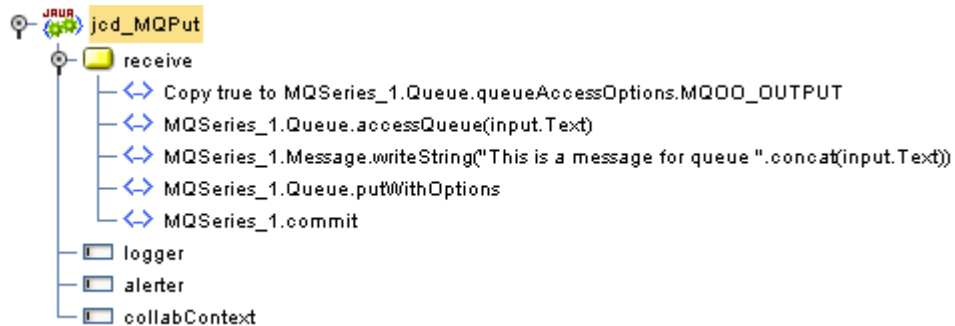 JAVA
jcd_MQPut
receive
Copy true to MQSeries_1.Queue.queueAccessOptions.MQOO_OUTPUT
MQSeries_1.Queue.accessQueue(input.Text)
MQSeries_1.Message.writeString("This is a message for queue ".concat(input.Text))
MQSeries_1.Queue.putWithOptions
MQSeries_1.commit
logger
alerter
collabContext